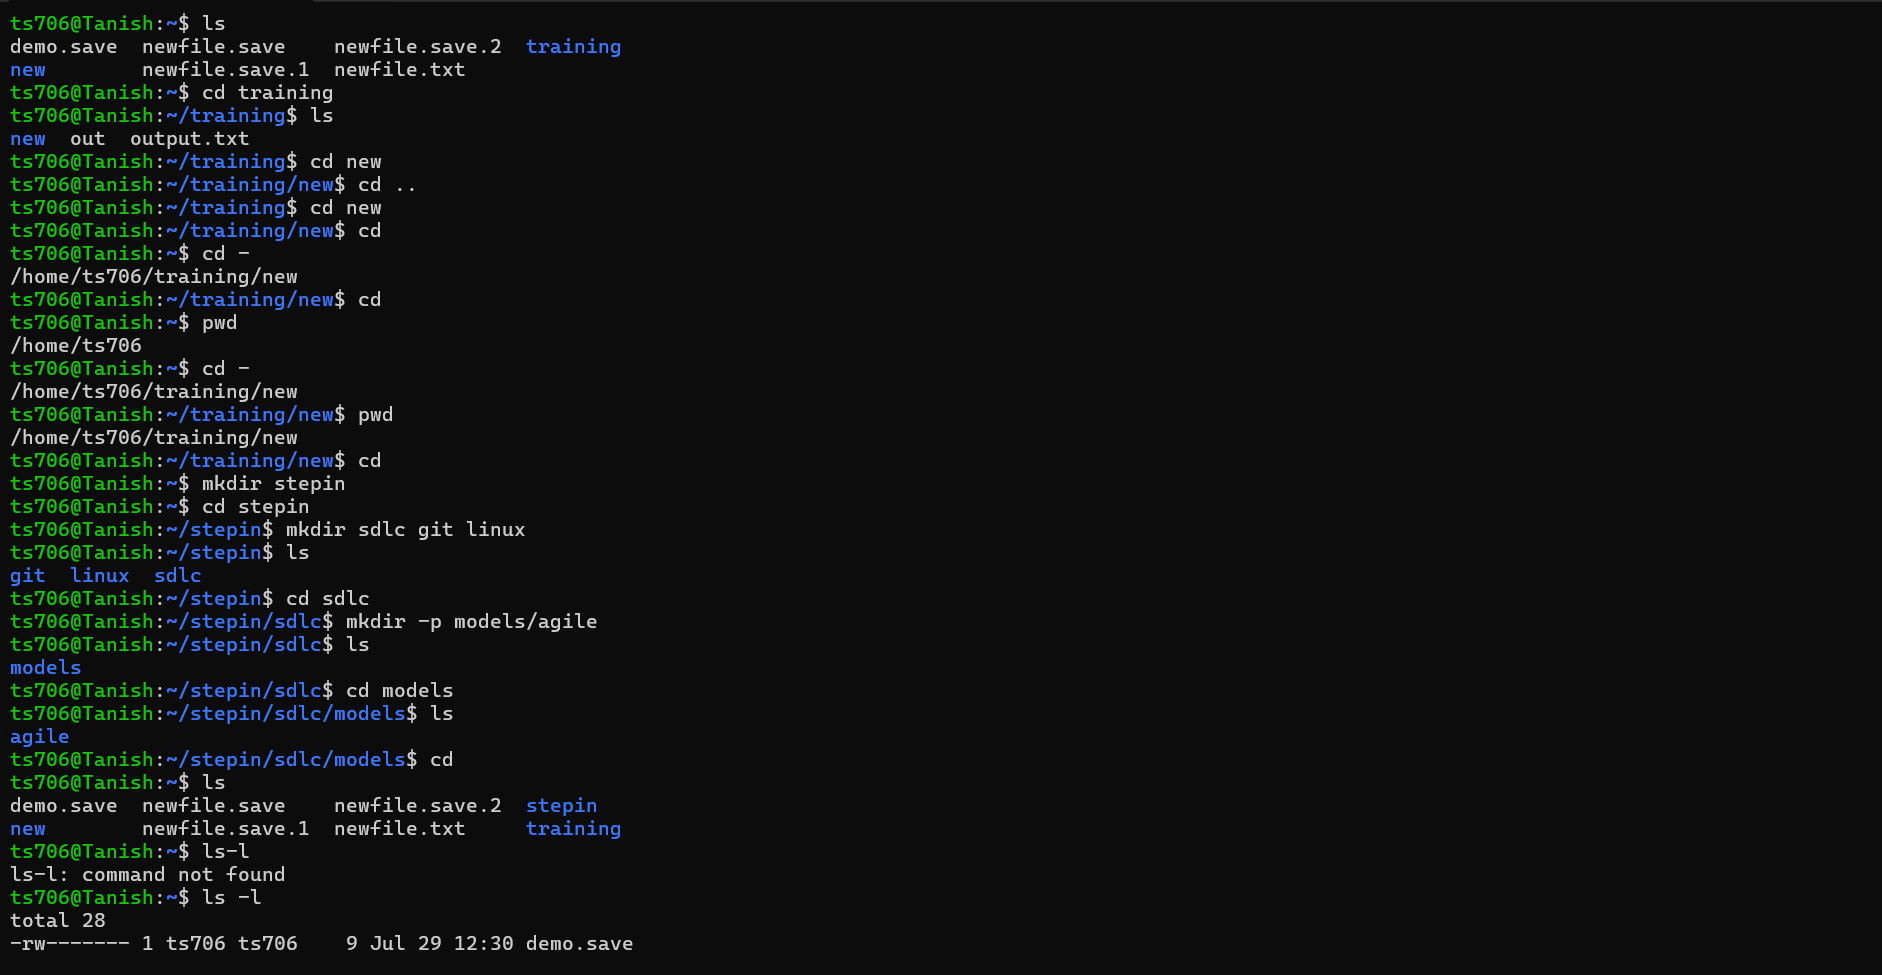 ts706@Tanish:~$ ls
demo.save  newfile.save    newfile.save.2  training
new        newfile.save.1  newfile.txt
ts706@Tanish:~$ cd training
ts706@Tanish:~/training$ ls
new  out  output.txt
ts706@Tanish:~/training$ cd new
ts706@Tanish:~/training/new$ cd ..
ts706@Tanish:~/training$ cd new
ts706@Tanish:~/training/new$ cd
ts706@Tanish:~$ cd -
/home/ts706/training/new
ts706@Tanish:~/training/new$ cd
ts706@Tanish:~$ pwd
/home/ts706
ts706@Tanish:~$ cd -
/home/ts706/training/new
ts706@Tanish:~/training/new$ pwd
/home/ts706/training/new
ts706@Tanish:~/training/new$ cd
ts706@Tanish:~$ mkdir stepin
ts706@Tanish:~$ cd stepin
ts706@Tanish:~/stepin$ mkdir sdlc git linux
ts706@Tanish:~/stepin$ ls
git  linux  sdlc
ts706@Tanish:~/stepin$ cd sdlc
ts706@Tanish:~/stepin/sdlc$ mkdir -p models/agile
ts706@Tanish:~/stepin/sdlc$ ls
models
ts706@Tanish:~/stepin/sdlc$ cd models
ts706@Tanish:~/stepin/sdlc/models$ ls
agile
ts706@Tanish:~/stepin/sdlc/models$ cd
ts706@Tanish:~$ ls
demo.save  newfile.save    newfile.save.2  stepin
new        newfile.save.1  newfile.txt     training
ts706@Tanish:~$ ls-l
ls-l: command not found
ts706@Tanish:~$ ls -l
total 28
-rw------- 1 ts706 ts706    9 Jul 29 12:30 demo.save